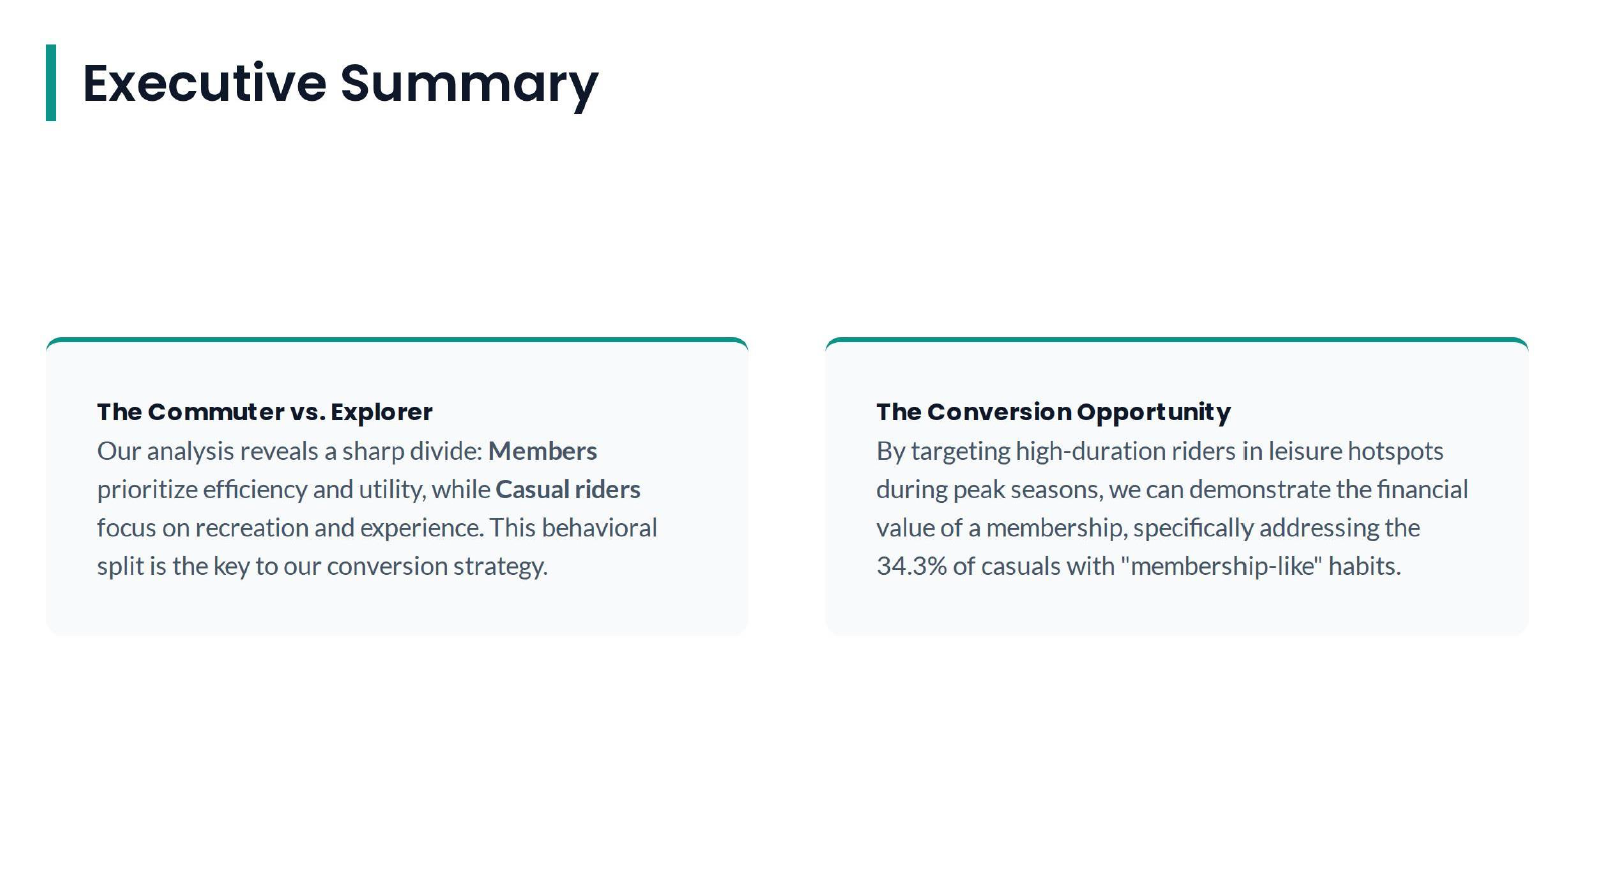 Executive Summary
The Commuter vs. Explorer
Our analysis reveals a sharp divide: Members
prioritize efficiency and utility, while Casual riders
focus on recreation and experience. This behavioral
split is the key to our conversion strategy.
The Conversion Opportunity
By targeting high-duration riders in leisure hotspots
during peak seasons, we can demonstrate the financial
value of a membership, specifically addressing the
34.3% of casuals with "membership-like" habits.